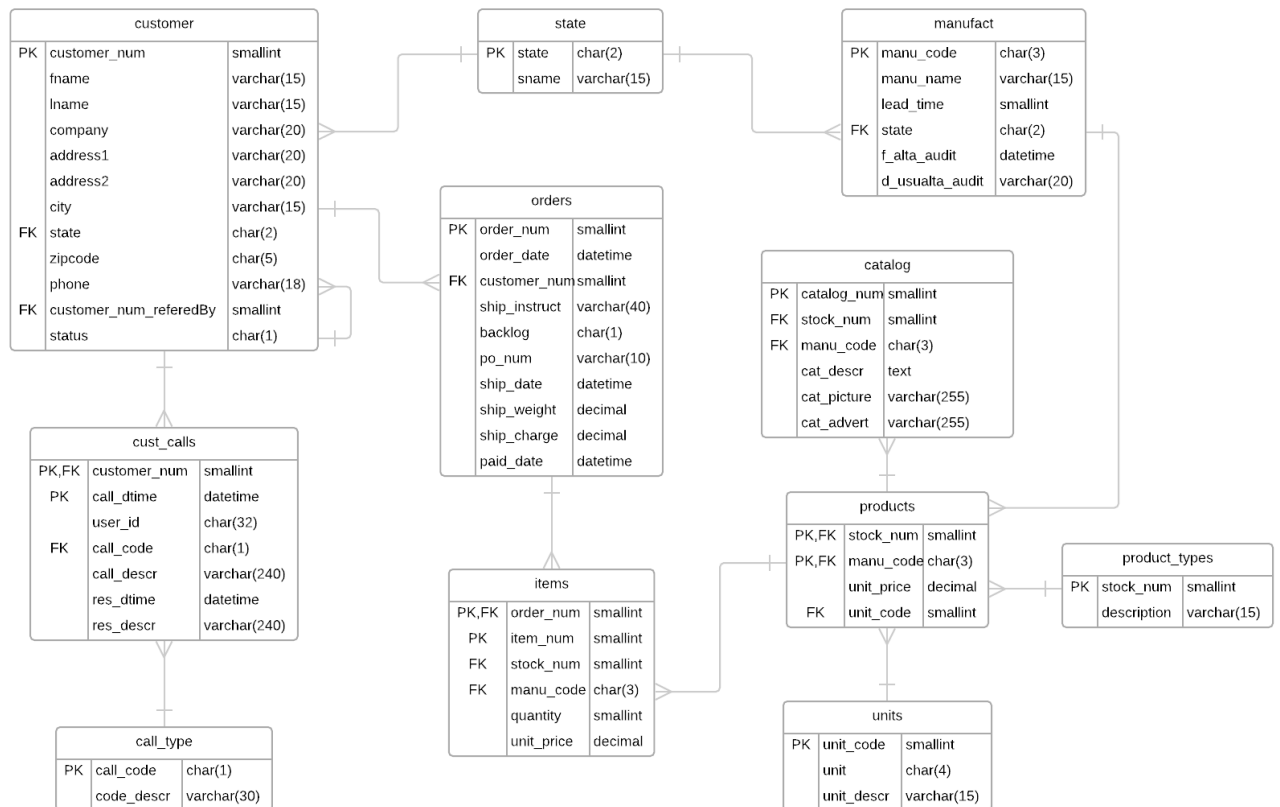 customer
PK customer_num smallint
fname varchar(15)
lname varchar(15)
company varchar(20)
address1 varchar(20)
address2 varchar(20)
city varchar(15)
FK state char(2)
zipcode char(5)
phone varchar(18)
FK customer_num_referedBy smallint
status char(1)
state
PK state char(2)
sname varchar(15)
manufact
PK manu_code char(3)
manu_name varchar(15)
lead_time smallint
FK state char(2)
f_alta_audit datetime
d_usualta_audit varchar(20)
orders
PK order_num smallint
order_date datetime
FK customer_num smallint
ship_instruct varchar(40)
backlog char(1)
po_num varchar(10)
ship_date datetime
ship_weight decimal
ship_charge decimal
paid_date datetime
catalog
PK catalog_num smallint
FK stock_num smallint
FK manu_code char(3)
cat_descr text
cat_picture varchar(255)
cat_advert varchar(255)
cust_calls
PK,FK customer_num smallint
PK call_dtime datetime
user_id char(32)
FK call_code char(1)
call_descr varchar(240)
res_dtime datetime
res_descr varchar(240)
items
PK,FK order_num smallint
PK item_num smallint
FK stock_num smallint
FK manu_code char(3)
quantity smallint
unit_price decimal
products
PK,FK stock_num smallint
PK,FK manu_code char(3)
unit_price decimal
FK unit_code smallint
product_types
PK stock_num smallint
description varchar(15)
call_type
PK call_code char(1)
code_descr varchar(30)
units
PK unit_code smallint
unit char(4)
unit_descr varchar(15)